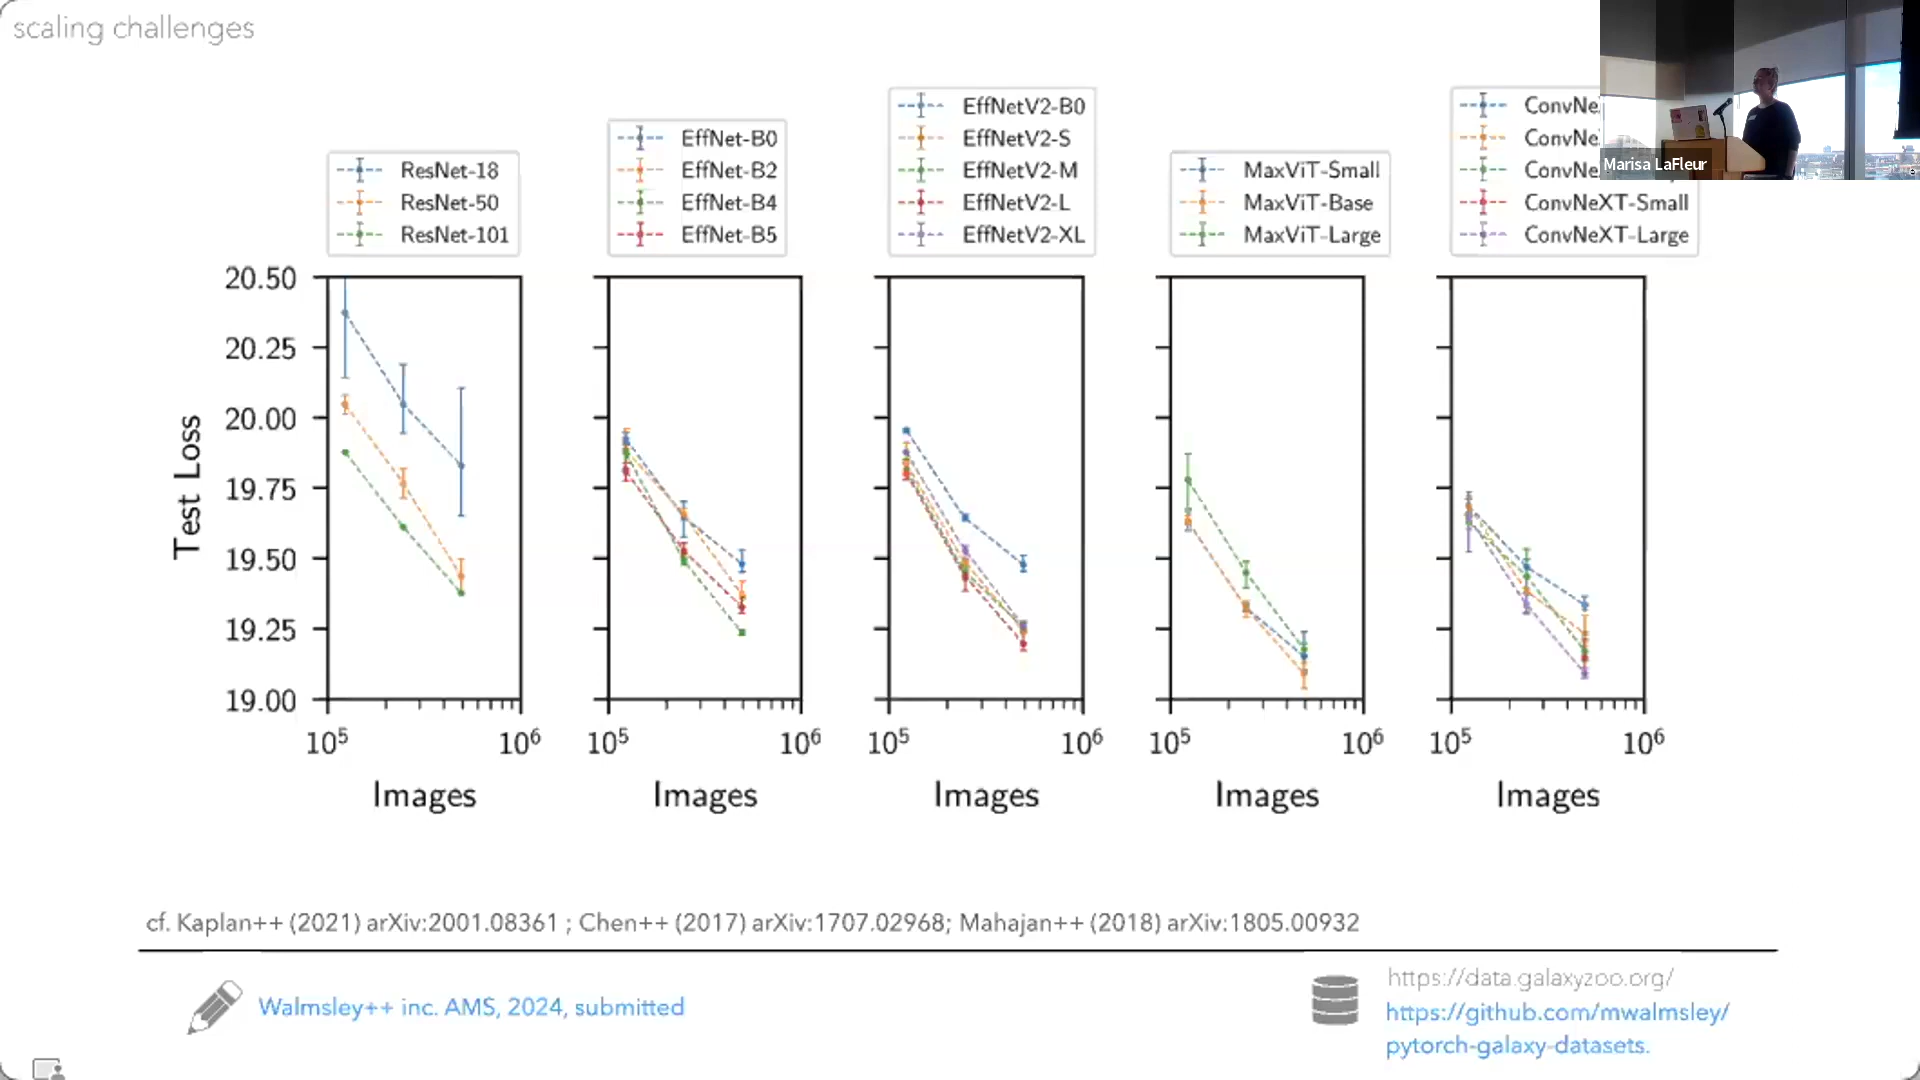 scaling challenges
ResNet-18
ResNet-50
ResNet-101
EffNet-B0
EffNet-B2
EffNet-B4
EffNet-B5
EffNetV2-B0
EffNetV2-S
EffNetV2-M
EffNetV2-L
EffNetV2-XL
MaxViT-Small
MaxViT-Base
MaxViT-Large
ConvNe
ConvNe
ConvNe
ConvNeXT-Small
ConvNeXT-Large
Marisa LaFleur
Test Loss
20.50
20.25
20.00
19.75
19.50
19.25
19.00
10⁵ 10⁶
10⁵ 10⁶
10⁵ 10⁶
10⁵ 10⁶
10⁵ 10⁶
Images
Images
Images
Images
Images
cf. Kaplan++ (2021) arXiv:2001.08361 ; Chen++ (2017) arXiv:1707.02968; Mahajan++ (2018) arXiv:1805.00932
Walmsley++ inc. AMS, 2024, submitted
https://data.galaxyzoo.org/
https://github.com/mwalmsley/
pytorch-galaxy-datasets.